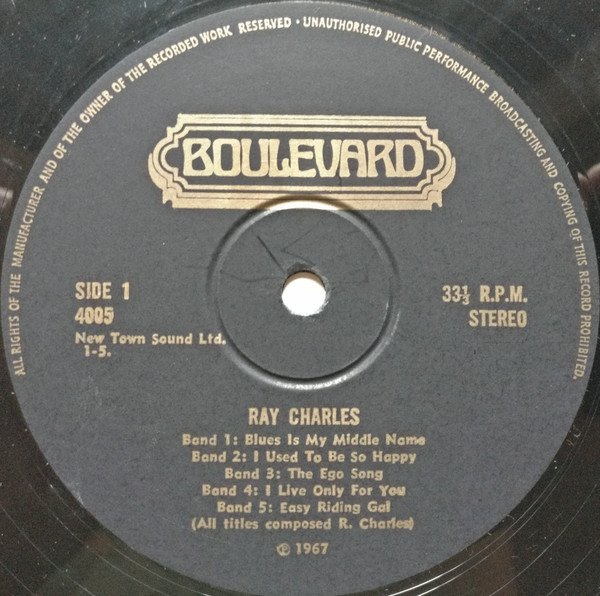 ALL RIGHTS OF THE MANUFACTURER AND OF THE OWNER OF THE RECORDED WORK RESERVED · UNAUTHORISED PUBLIC PERFORMANCE BROADCASTING AND COPYING OF THIS RECORD PROHIBITED.
BOULEVARD
SIDE 1
4005
New Town Sound Ltd.
1-5.
33⅓ R.P.M.
STEREO
RAY CHARLES
Band 1: Blues Is My Middle Name
Band 2: I Used To Be So Happy
Band 3: The Ego Song
Band 4: I Live Only For You
Band 5: Easy Riding Gal
(All titles composed R. Charles)
℗ 1967